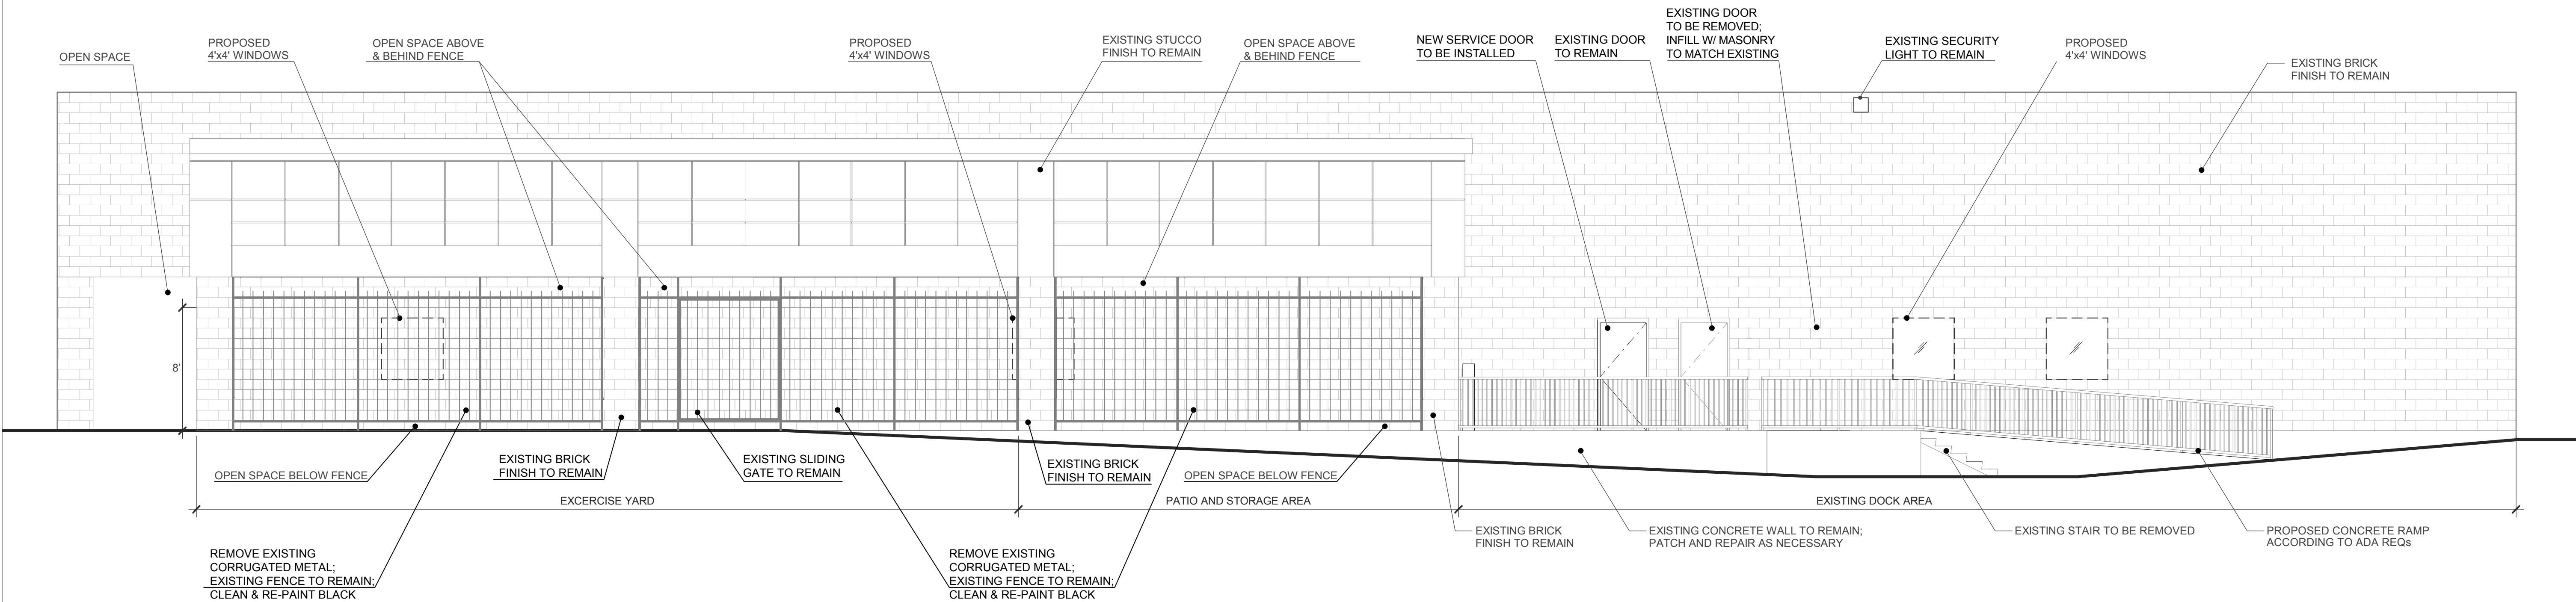 OPEN SPACE
PROPOSED
4'x4' WINDOWS
OPEN SPACE ABOVE
& BEHIND FENCE
PROPOSED
4'x4' WINDOWS
EXISTING STUCCO
FINISH TO REMAIN
OPEN SPACE ABOVE
& BEHIND FENCE
NEW SERVICE DOOR
TO BE INSTALLED
EXISTING DOOR
TO REMAIN
EXISTING DOOR
TO BE REMOVED;
INFILL W/ MASONRY
TO MATCH EXISTING
EXISTING SECURITY
LIGHT TO REMAIN
PROPOSED
4'x4' WINDOWS
EXISTING BRICK
FINISH TO REMAIN
8'
OPEN SPACE BELOW FENCE
EXISTING BRICK
FINISH TO REMAIN
EXISTING SLIDING
GATE TO REMAIN
EXISTING BRICK
FINISH TO REMAIN
OPEN SPACE BELOW FENCE
EXCERCISE YARD
PATIO AND STORAGE AREA
EXISTING DOCK AREA
EXISTING BRICK
FINISH TO REMAIN
EXISTING CONCRETE WALL TO REMAIN;
PATCH AND REPAIR AS NECESSARY
EXISTING STAIR TO BE REMOVED
PROPOSED CONCRETE RAMP
ACCORDING TO ADA REQs
REMOVE EXISTING
CORRUGATED METAL;
EXISTING FENCE TO REMAIN;
CLEAN & RE-PAINT BLACK
REMOVE EXISTING
CORRUGATED METAL;
EXISTING FENCE TO REMAIN;
CLEAN & RE-PAINT BLACK